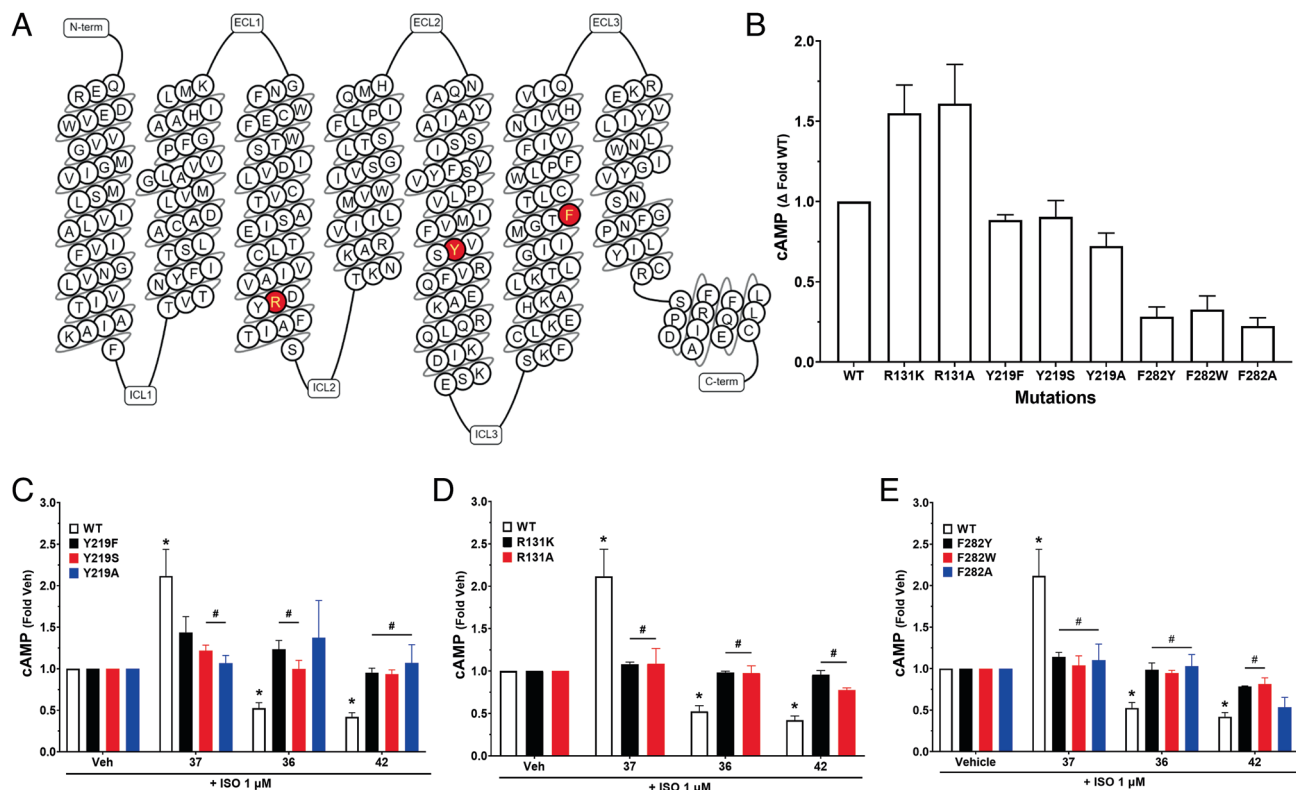 A
N-term
ECL1
ECL2
ECL3
R E Q
W V E D
G V V
V I G M
L S M
A L V I
F V I
L V N G
T I V
K A I A
F
ICL1
L M K
A A H I
P F G
G L A V V
L V M
A C A D
T S L
N Y F I
T V T
F N G
F E C W
S T W
L V D I
T V C
E I S A
C L T
V A I V
Y R D
T I A F
S
ICL2
Q M H
F L P I
L T S
I V S G
M V W
V I I L
K A R
T K N
A Q N
A I A Y
I S S
V Y F S V
V L P
F V M I
S Y V
Q F V R
K A E
Q L Q R
D I K
E S K
ICL3
V I Q
N I V H
F I V
W L P F
T L C
M G T F
G I I
L K T L
H K A
C L K E
S K F
E K R
L I Y V
W N L
V Y G I
S N
P N F G
Y I L
R C
S F F L
P R Q L
D I E C
A
C-term
B
cAMP (Δ Fold WT)
2.0
1.5
1.0
0.5
0.0
WT R131K R131A Y219F Y219S Y219A F282Y F282W F282A
Mutations
C
cAMP (Fold Veh)
3.0
2.5
2.0
1.5
1.0
0.5
0.0
WT
Y219F
Y219S
Y219A
*
#
#
*
#
*
Veh 37 36 42
+ ISO 1 µM
D
cAMP (Fold Veh)
3.0
2.5
2.0
1.5
1.0
0.5
0.0
WT
R131K
R131A
*
#
#
*
#
*
Veh 37 36 42
+ ISO 1 µM
E
cAMP (Fold Veh)
3.0
2.5
2.0
1.5
1.0
0.5
0.0
WT
F282Y
F282W
F282A
*
#
#
*
#
*
Vehicle 37 36 42
+ ISO 1 µM